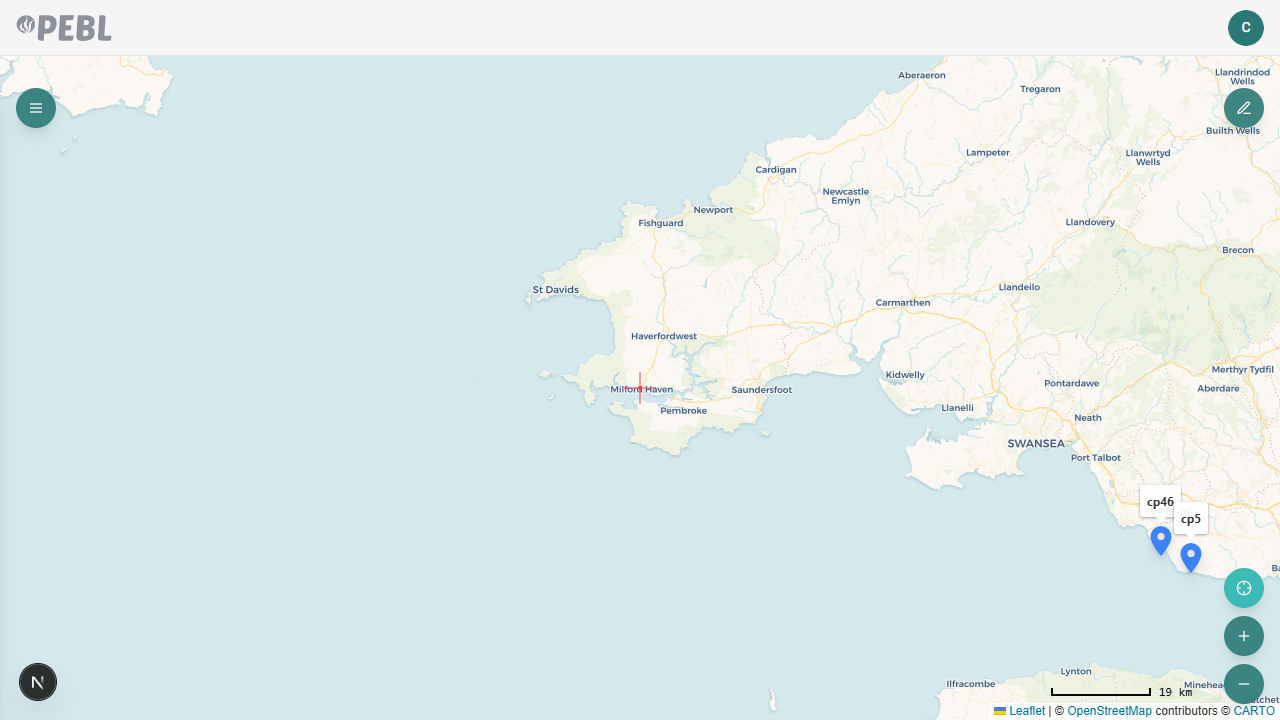 PEBL
C
Aberaeron
Llandrindod
Wells
Tregaron
Builth Wells
Lampeter
Llanwrtyd
Wells
Cardigan
Newcastle
Emlyn
Newport
Fishguard
Llandovery
Brecon
St Davids
Llandeilo
Carmarthen
Haverfordwest
Merthyr Tydfil
Kidwelly
Pontardawe
Aberdare
Milford Haven
Saundersfoot
Pembroke
Llanelli
Neath
SWANSEA
Port Talbot
cp46
cp5
Lynton
Ilfracombe
19 km
N
Leaflet | © OpenStreetMap contributors © CARTO